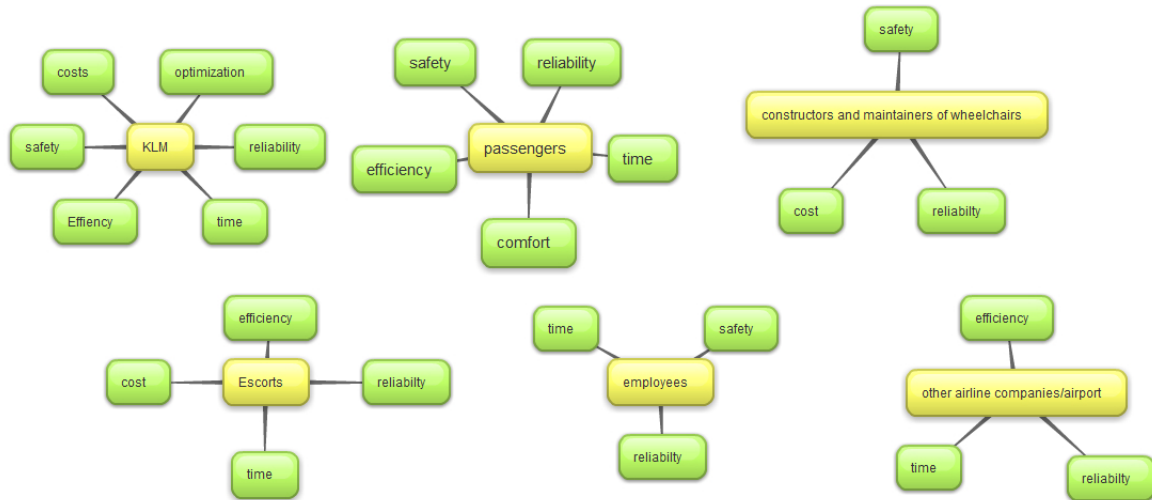 costs
optimization
safety
KLM
reliability
Effiency
time
safety
reliability
efficiency
passengers
time
comfort
safety
constructors and maintainers of wheelchairs
cost
reliabilty
efficiency
cost
Escorts
reliabilty
time
time
safety
employees
reliabilty
efficiency
other airline companies/airport
time
reliabilty